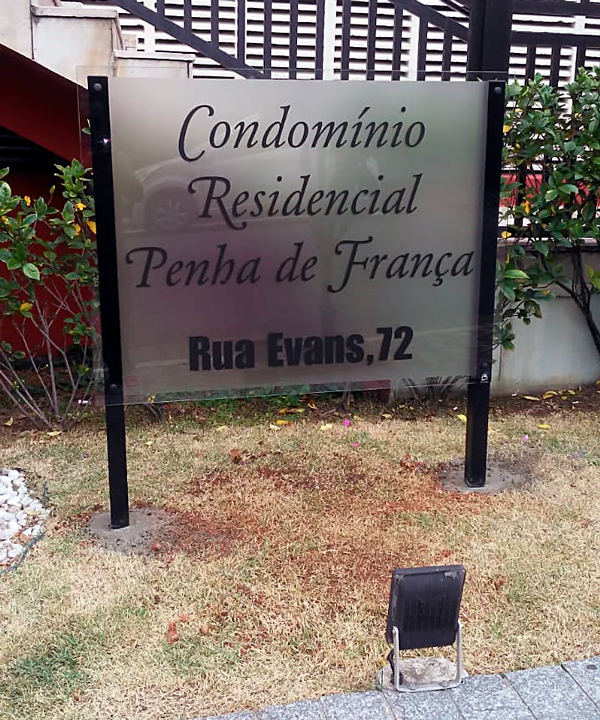 Condomínio
Residencial
Penha de França
Rua Evans,72